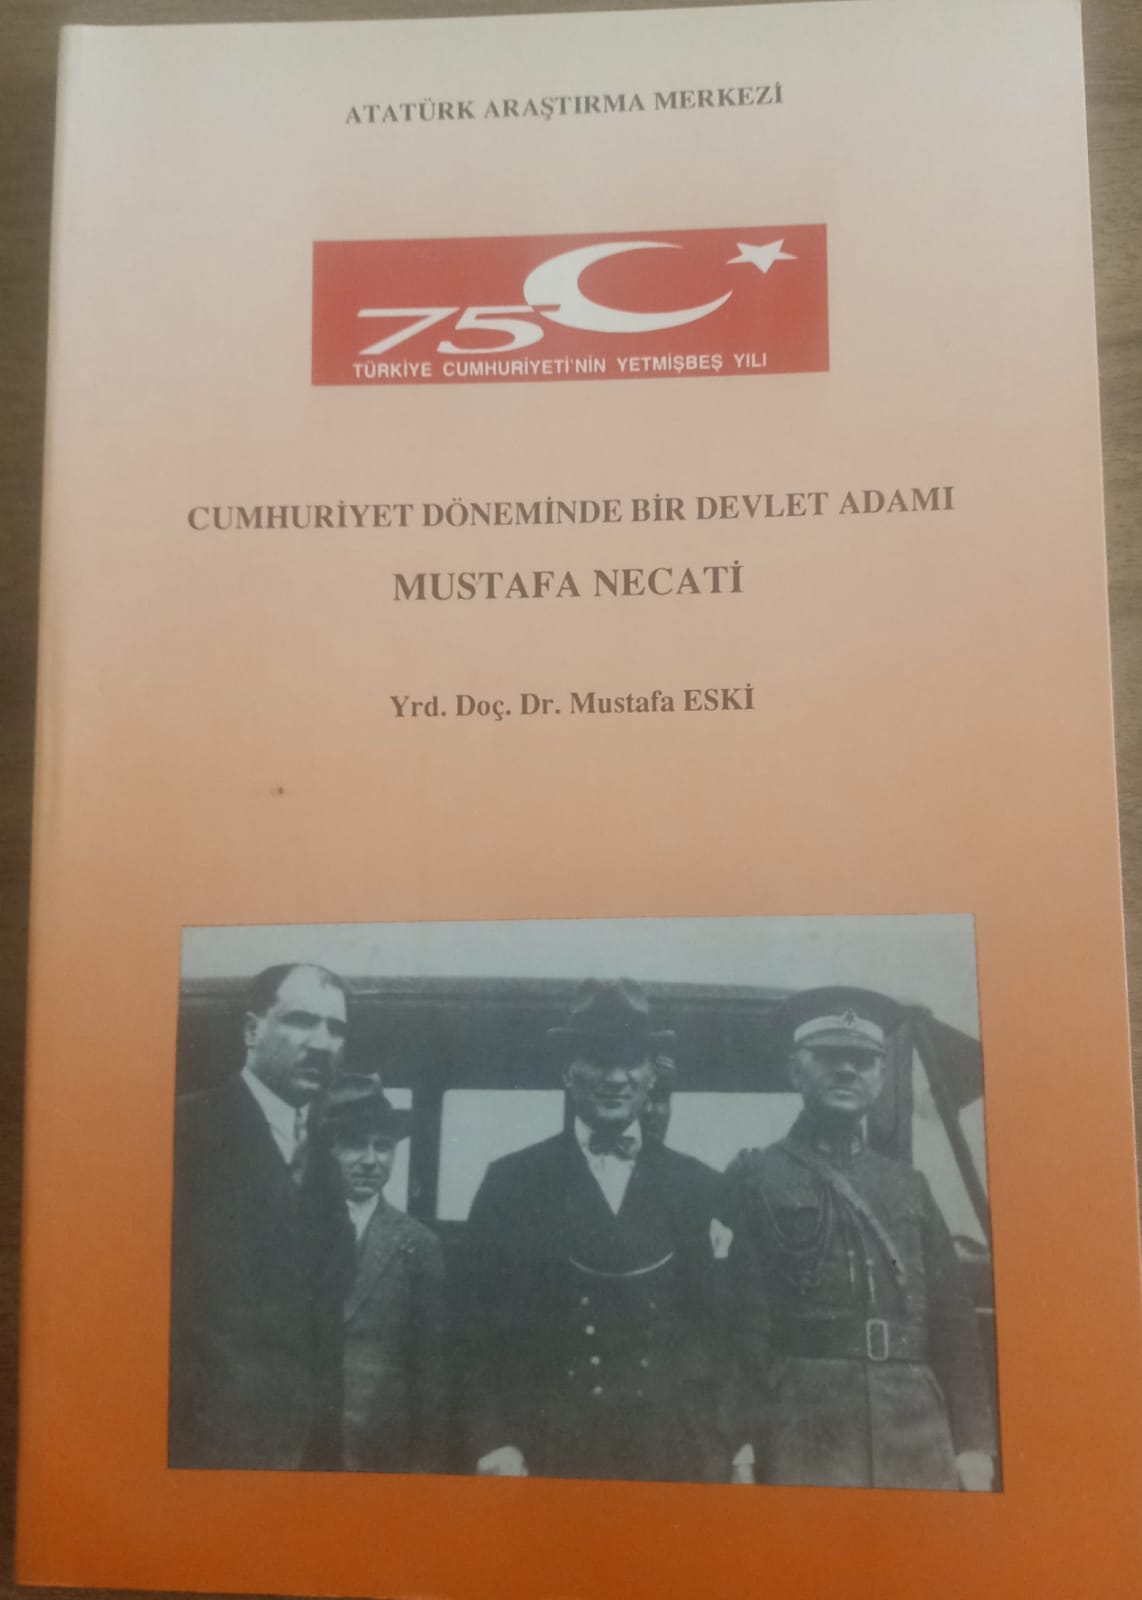 ATATÜRK ARAŞTIRMA MERKEZİ
75
TÜRKİYE CUMHURİYETİ'NİN YETMİŞBEŞ YILI
CUMHURİYET DÖNEMİNDE BİR DEVLET ADAMI
MUSTAFA NECATİ
Yrd. Doç. Dr. Mustafa ESKİ